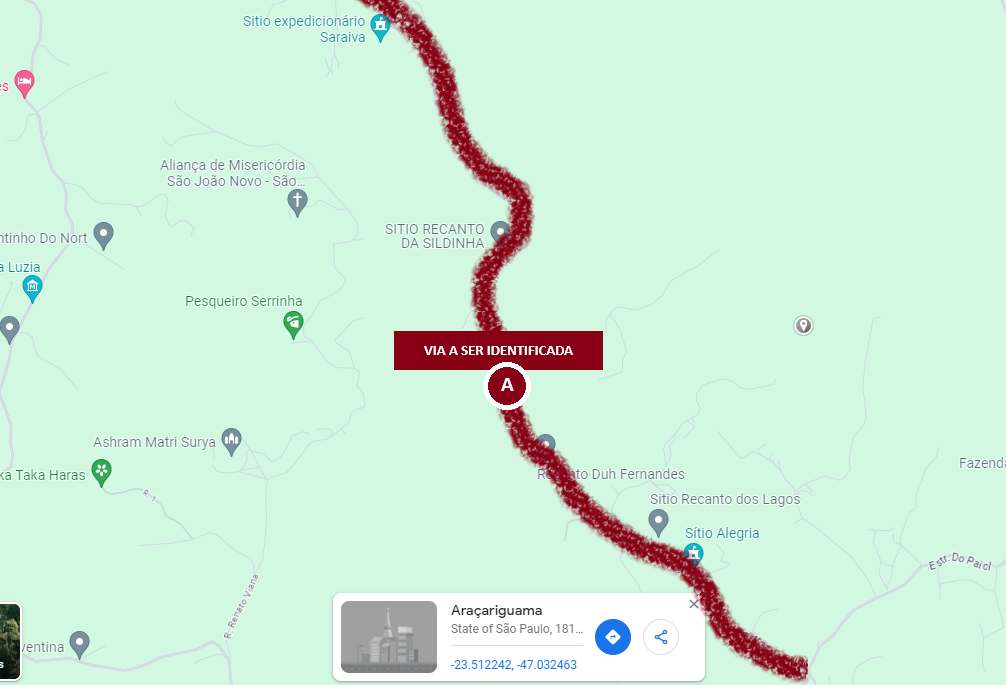 Sitio expedicionário
Saraiva
es
Aliança de Misericórdia
São João Novo - São...
SITIO RECANTO
DA SILDINHA
ntinho Do Nort
a Luzia
Pesqueiro Serrinha
VIA A SER IDENTIFICADA
A
Ashram Matri Surya
ka Taka Haras
R. 1
Recanto Duh Fernandes
Fazenda
Sitio Recanto dos Lagos
Sítio Alegria
Estr. Do Paiol
R. Renato Viana
Araçariguama
State of São Paulo, 181...
-23.512242, -47.032463
ventina
s